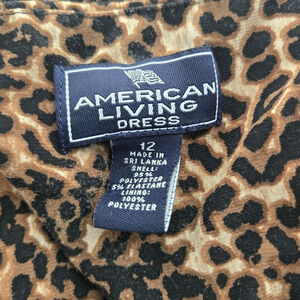 AMERICAN
LIVING
DRESS
12
MADE IN
SRI LANKA
SHELL:
95%
POLYESTER
5% ELASTANE
LINING:
100%
POLYESTER